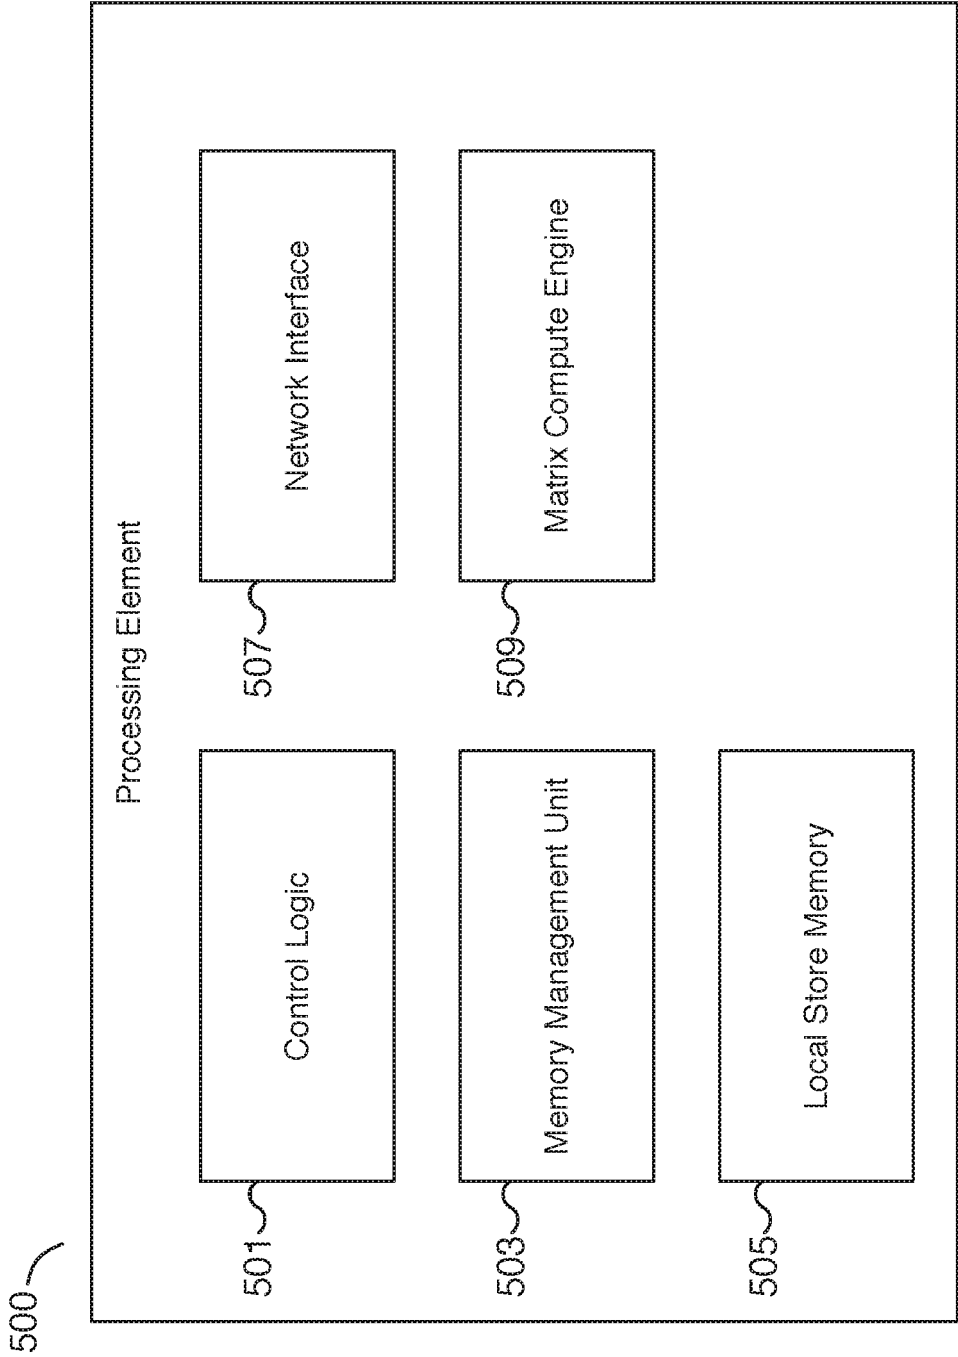 500
Processing Element
501
Control Logic
507
Network Interface
503
Memory Management Unit
509
Matrix Compute Engine
505
Local Store Memory